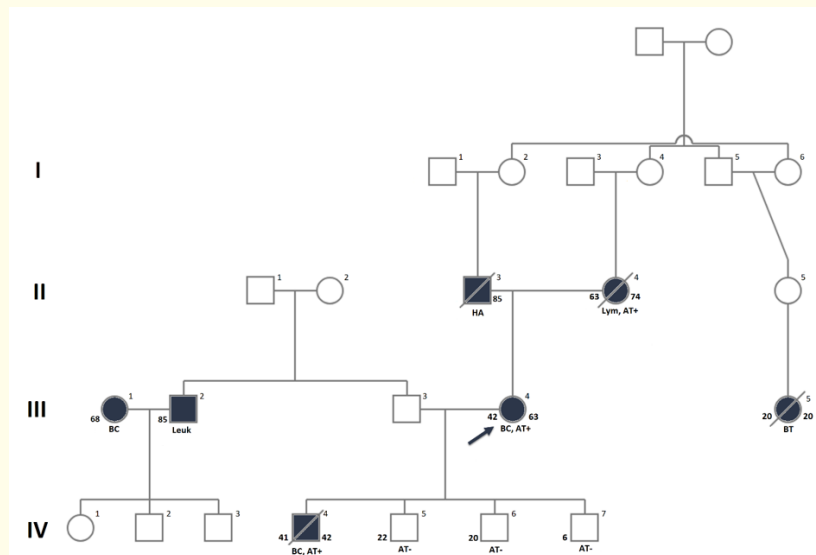 I
1 2 3 4 5 6
II
1 2 3 4 5
85 63 74
HA Lym, AT+
III
1 2 3 4 5
68 85 42 63 20 20
BC Leuk BC, AT+ BT
IV
1 2 3 4 5 6 7
41 42 22 20 6
BC, AT+ AT- AT- AT-